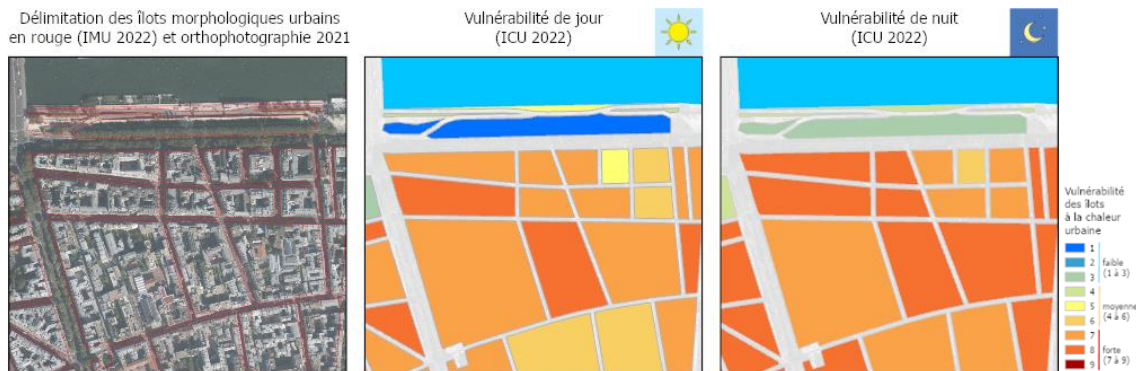 Délimitation des îlots morphologiques urbains
en rouge (IMU 2022) et orthophotographie 2021
Vulnérabilité de jour
(ICU 2022)
Vulnérabilité de nuit
(ICU 2022)
Vulnérabilité
des îlots
à la chaleur
urbaine
1
2 faible
3 (1 à 3)
4
5 moyenne
6 (4 à 6)
7
8 forte
9 (7 à 9)